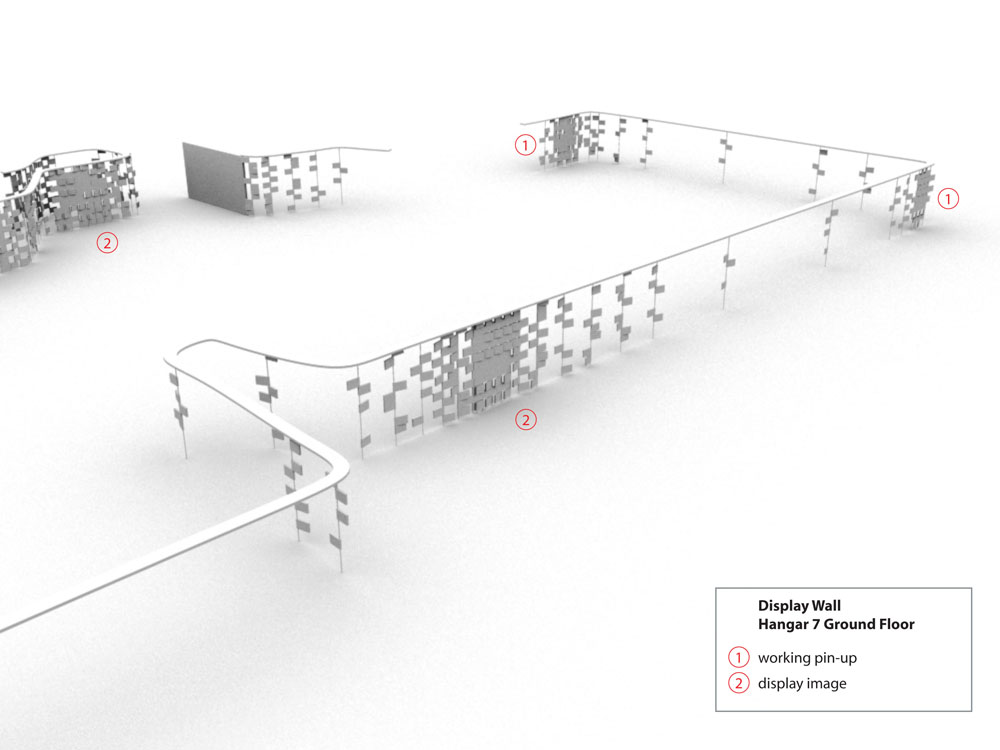 1
1
2
2
Display Wall
Hangar 7 Ground Floor
1 working pin-up
2 display image